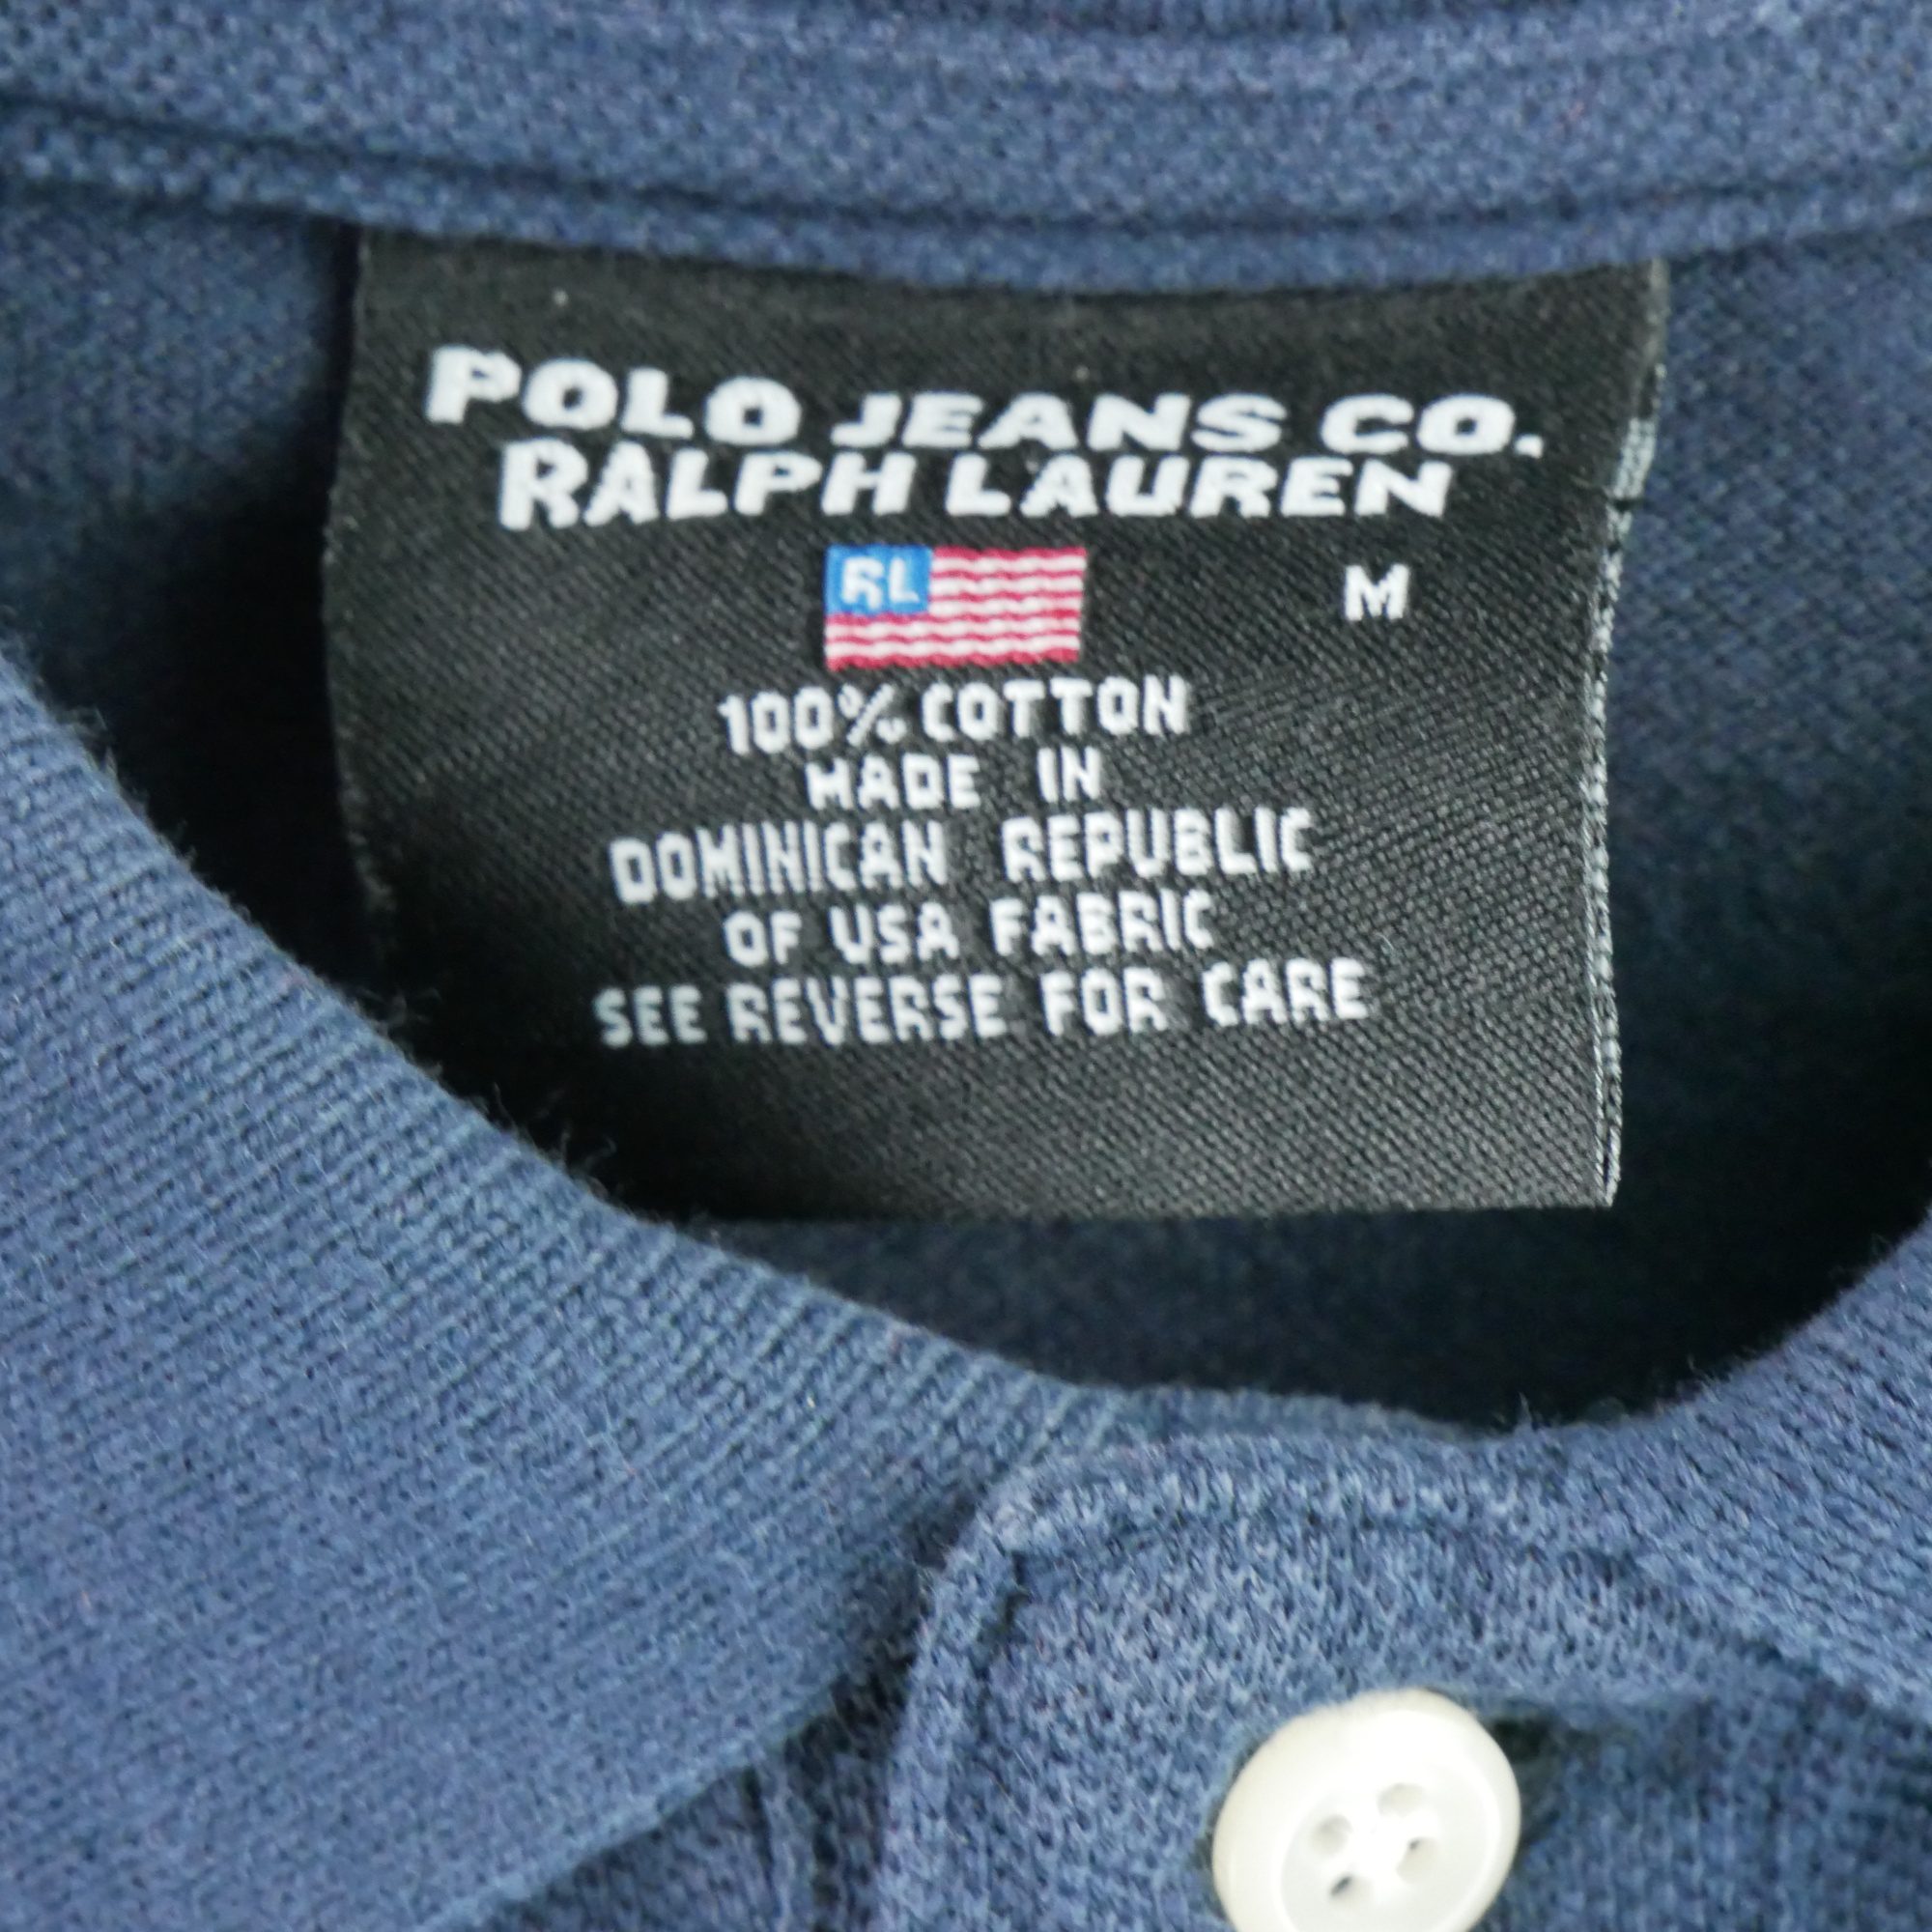 POLO JEANS CO.
RALPH LAUREN
RL
M
100% COTTON
MADE IN
DOMINICAN REPUBLIC
OF USA FABRIC
SEE REVERSE FOR CARE